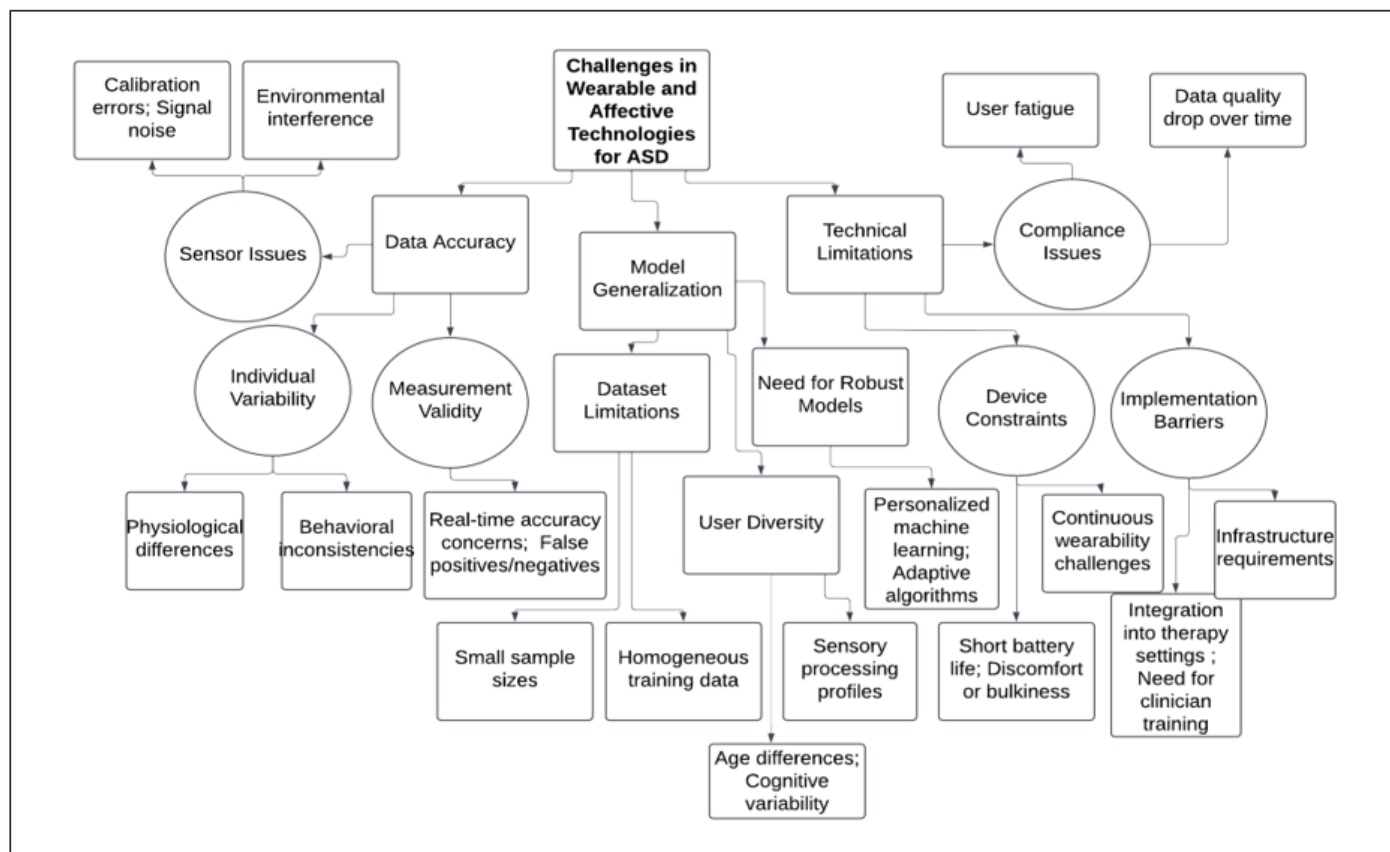 Challenges in
Wearable and
Affective
Technologies
for ASD
Calibration
errors; Signal
noise
Environmental
interference
User fatigue
Data quality
drop over time
Sensor Issues
Data Accuracy
Model
Generalization
Technical
Limitations
Compliance
Issues
Individual
Variability
Measurement
Validity
Dataset
Limitations
Need for Robust
Models
Device
Constraints
Implementation
Barriers
Physiological
differences
Behavioral
inconsistencies
Real-time accuracy
concerns; False
positives/negatives
User Diversity
Personalized
machine
learning;
Adaptive
algorithms
Continuous
wearability
challenges
Infrastructure
requirements
Small sample
sizes
Homogeneous
training data
Sensory
processing
profiles
Short battery
life; Discomfort
or bulkiness
Integration
into therapy
settings ;
Need for
clinician
training
Age differences;
Cognitive
variability